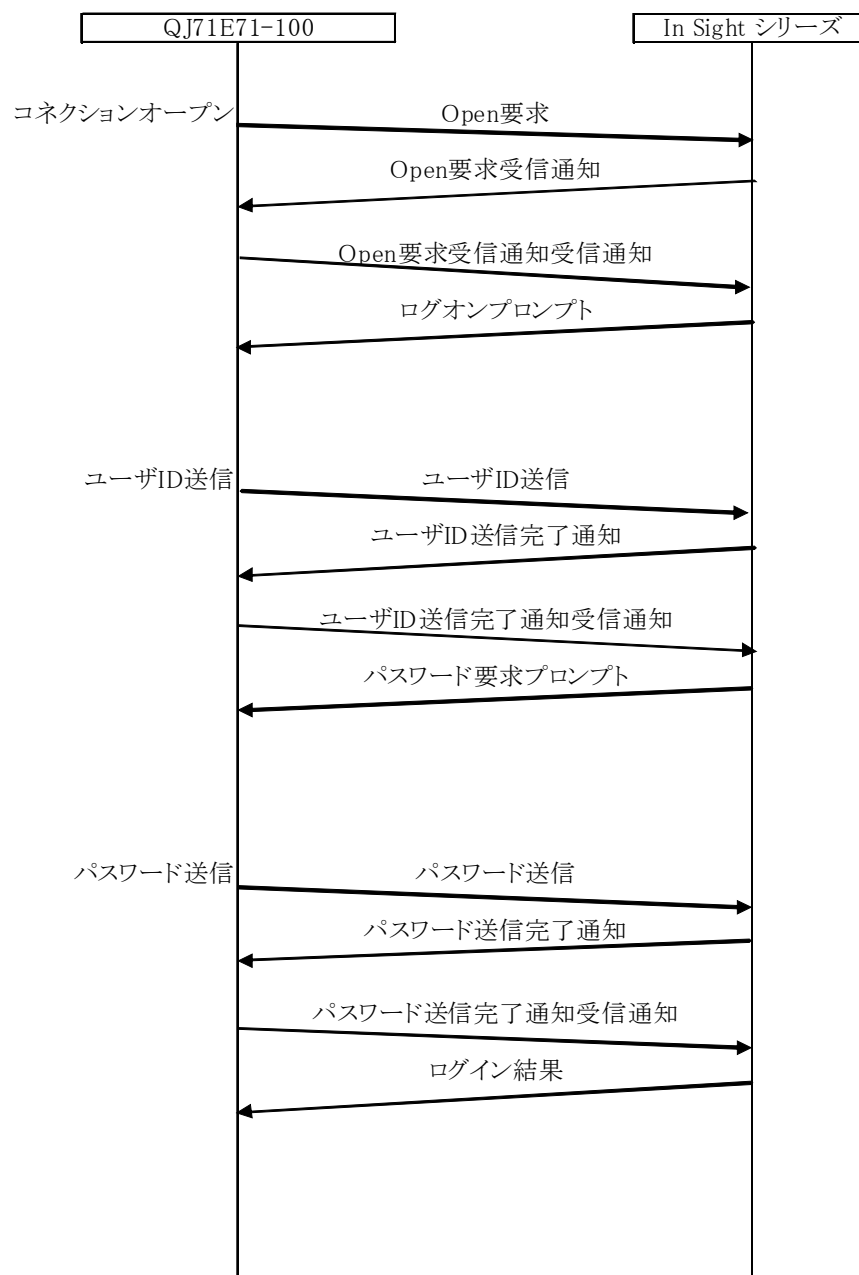 QJ71E71-100
In Sight シリーズ
コネクションオープン
Open要求
Open要求受信通知
Open要求受信通知受信通知
ログオンプロンプト
ユーザID送信
ユーザID送信
ユーザID送信完了通知
ユーザID送信完了通知受信通知
パスワード要求プロンプト
パスワード送信
パスワード送信
パスワード送信完了通知
パスワード送信完了通知受信通知
ログイン結果